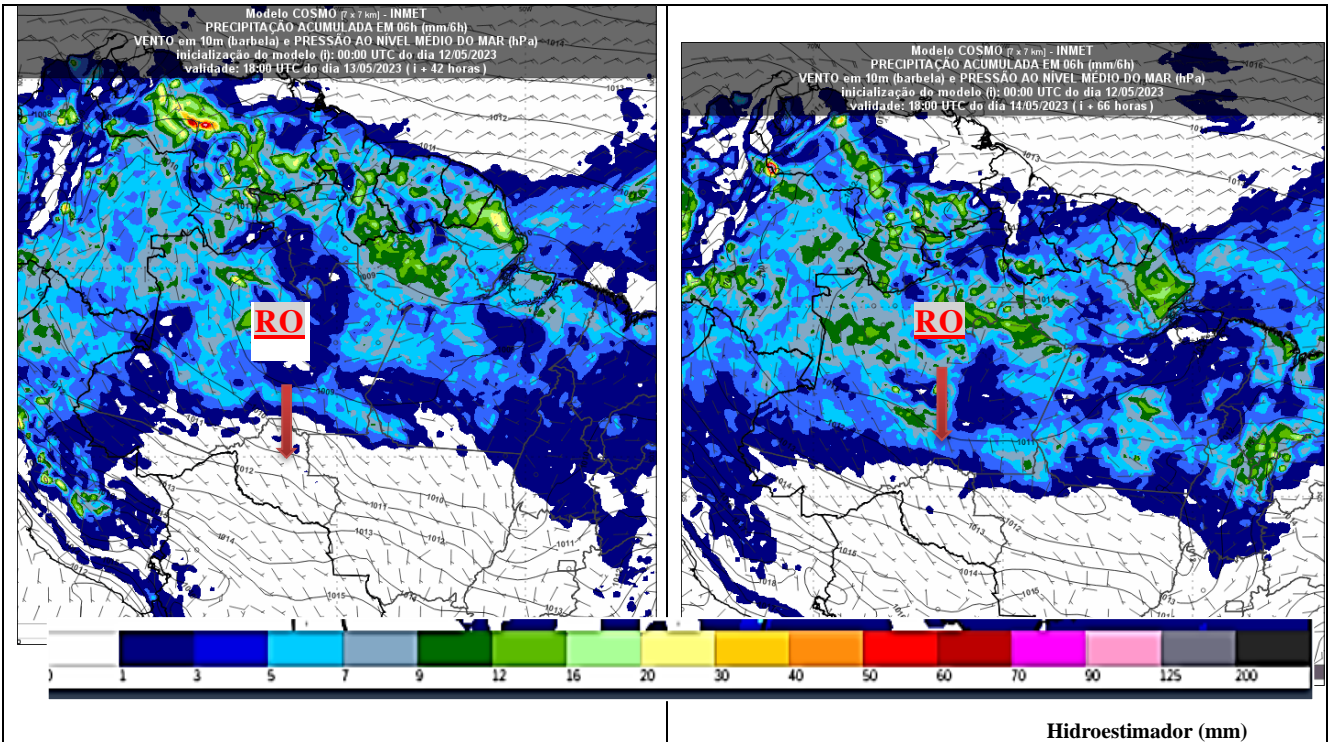 Modelo COSMO [7 x 7 km] - INMET
PRECIPITAÇÃO ACUMULADA EM 06h (mm/6h)
VENTO em 10m (barbela) e PRESSÃO AO NÍVEL MÉDIO DO MAR (hPa)
inicialização do modelo (i): 00:00 UTC do dia 12/05/2023
validade: 18:00 UTC do dia 13/05/2023 ( i + 42 horas )
RO
Modelo COSMO [7 x 7 km] - INMET
PRECIPITAÇÃO ACUMULADA EM 06h (mm/6h)
VENTO em 10m (barbela) e PRESSÃO AO NÍVEL MÉDIO DO MAR (hPa)
inicialização do modelo (i): 00:00 UTC do dia 12/05/2023
validade: 18:00 UTC do dia 14/05/2023 ( i + 66 horas )
RO
1 3 5 7 9 12 16 20 30 40 50 60 70 90 125 200
Hidroestimador (mm)